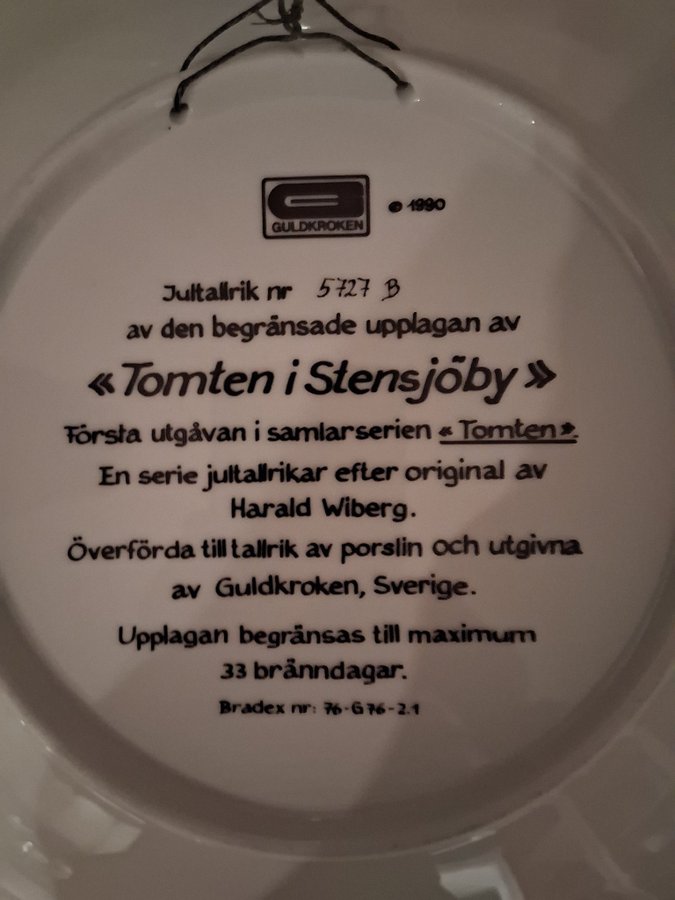 GULDKROKEN © 1990
Jultallrik nr 5727 B
av den begränsade upplagan av
«Tomten i Stensjöby»
Första utgåvan i samlarserien «Tomten».
En serie jultallrikar efter original av
Harald Wiberg.
Överförda till tallrik av porslin och utgivna
av Guldkroken, Sverige.
Upplagan begränsas till maximum
33 bränndagar.
Bradex nr: 76-G76-2.1